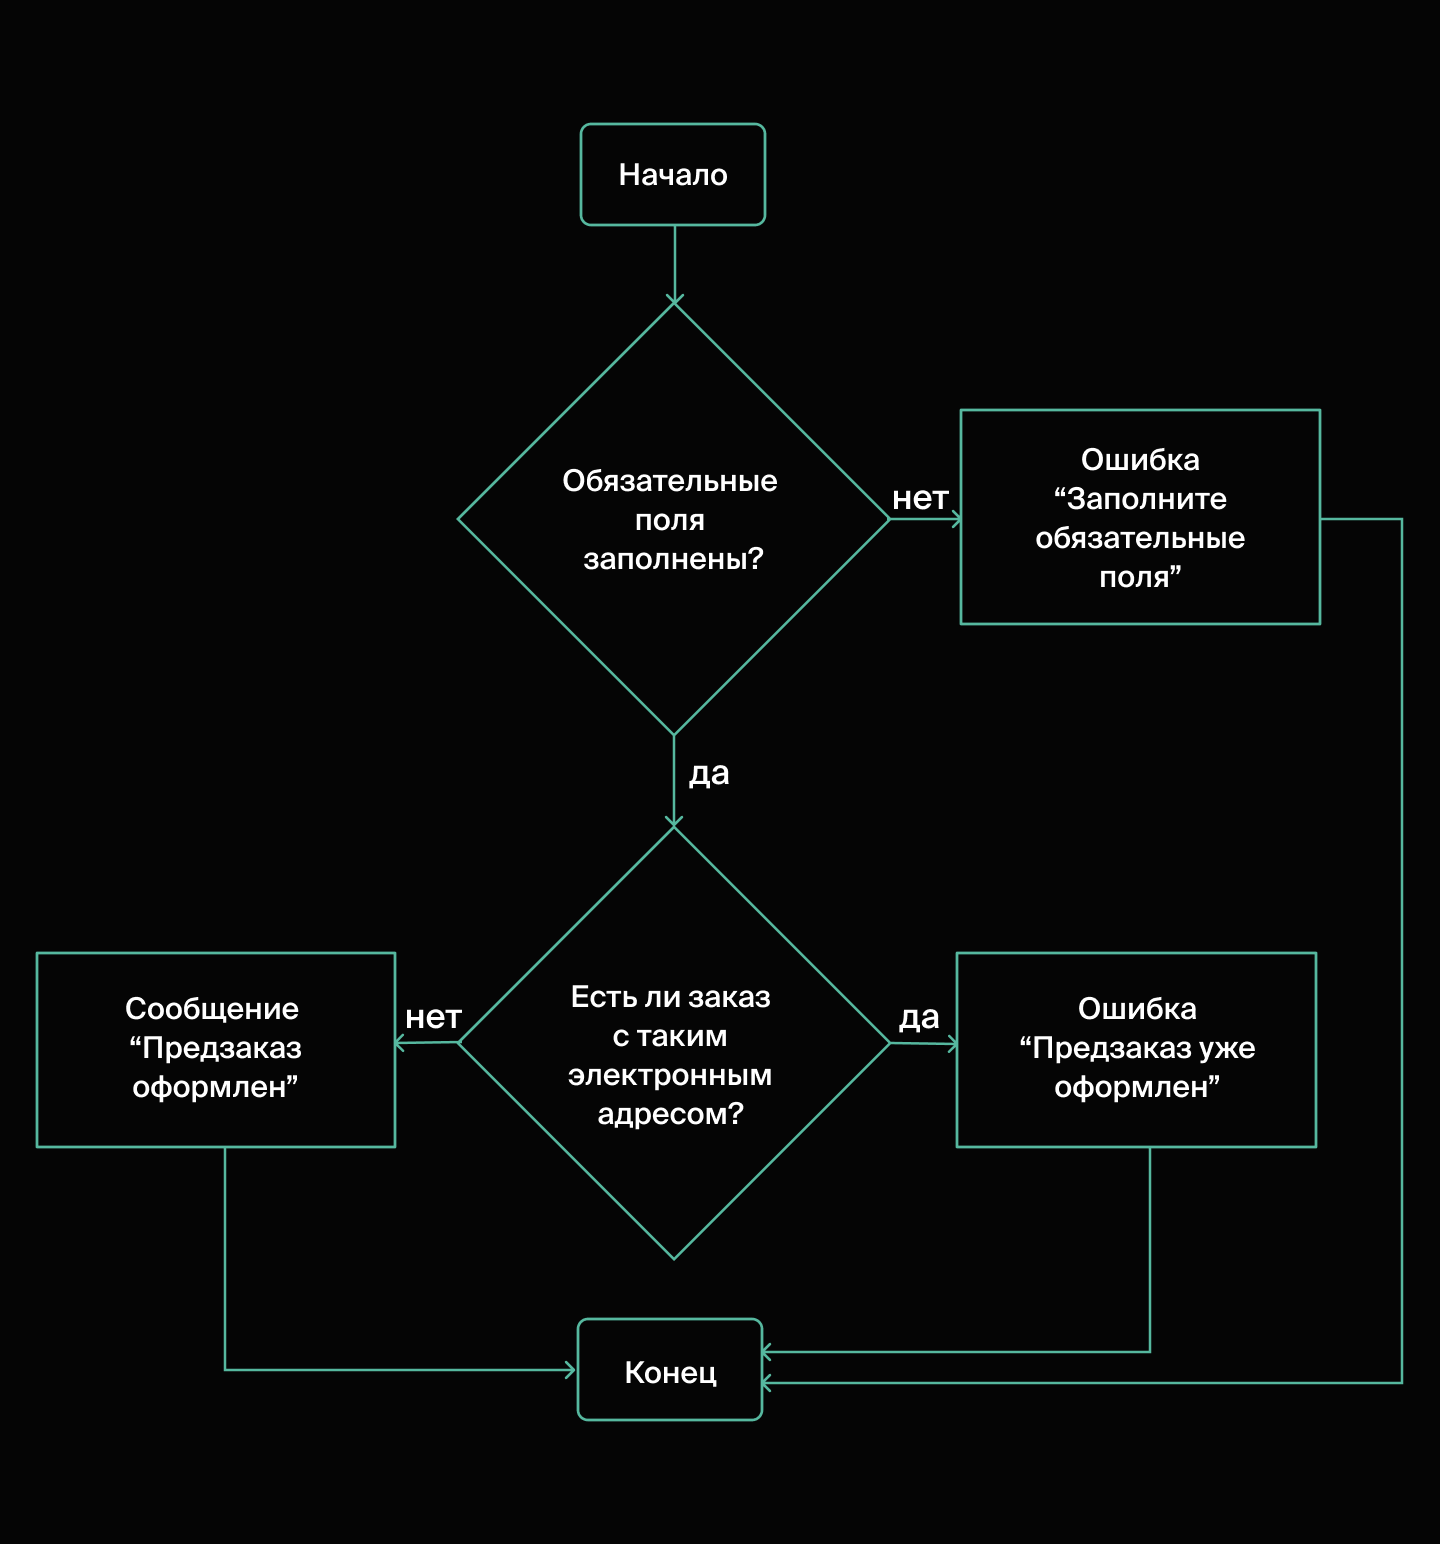 Начало
Обязательные
поля
заполнены?
нет
Ошибка
“Заполните
обязательные
поля”
да
Сообщение
“Предзаказ
оформлен”
нет
Есть ли заказ
с таким
электронным
адресом?
да
Ошибка
“Предзаказ уже
оформлен”
Конец